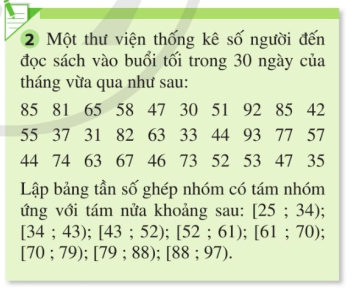 2 Một thư viện thống kê số người đến
đọc sách vào buổi tối trong 30 ngày của
tháng vừa qua như sau:
85 81 65 58 47 30 51 92 85 42
55 37 31 82 63 33 44 93 77 57
44 74 63 67 46 73 52 53 47 35
Lập bảng tần số ghép nhóm có tám nhóm
ứng với tám nửa khoảng sau: [25 ; 34);
[34 ; 43); [43 ; 52); [52 ; 61); [61 ; 70);
[70 ; 79); [79 ; 88); [88 ; 97).